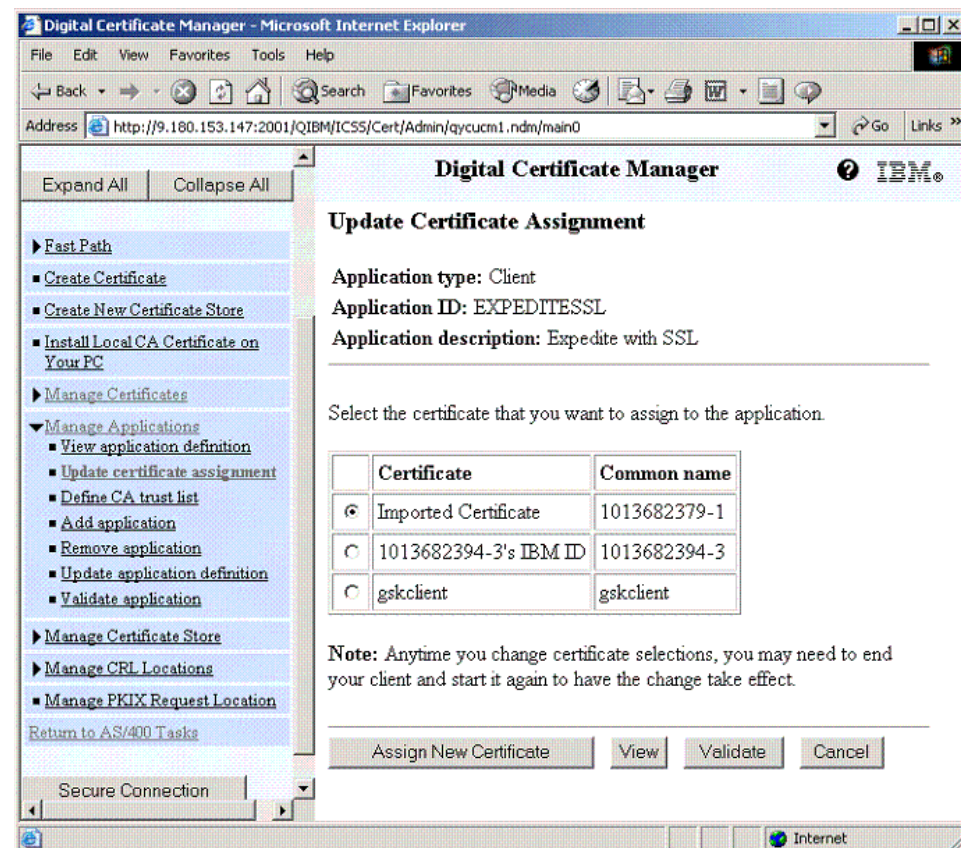 Digital Certificate Manager - Microsoft Internet Explorer
File Edit View Favorites Tools Help
Back Search Favorites Media
Address http://9.180.153.147:2001/QIBM/ICSS/Cert/Admin/qycucm1.ndm/main0 Go Links »
Expand All Collapse All
Fast Path
Create Certificate
Create New Certificate Store
Install Local CA Certificate on
Your PC
Manage Certificates
Manage Applications
View application definition
Update certificate assignment
Define CA trust list
Add application
Remove application
Update application definition
Validate application
Manage Certificate Store
Manage CRL Locations
Manage PKIX Request Location
Return to AS/400 Tasks
Secure Connection
Digital Certificate Manager
IBM®
Update Certificate Assignment
Application type: Client
Application ID: EXPEDITESSL
Application description: Expedite with SSL
Select the certificate that you want to assign to the application.
Certificate Common name
Imported Certificate 1013682379-1
1013682394-3's IBM ID 1013682394-3
gskclient gskclient
Note: Anytime you change certificate selections, you may need to end
your client and start it again to have the change take effect.
Assign New Certificate View Validate Cancel
Internet